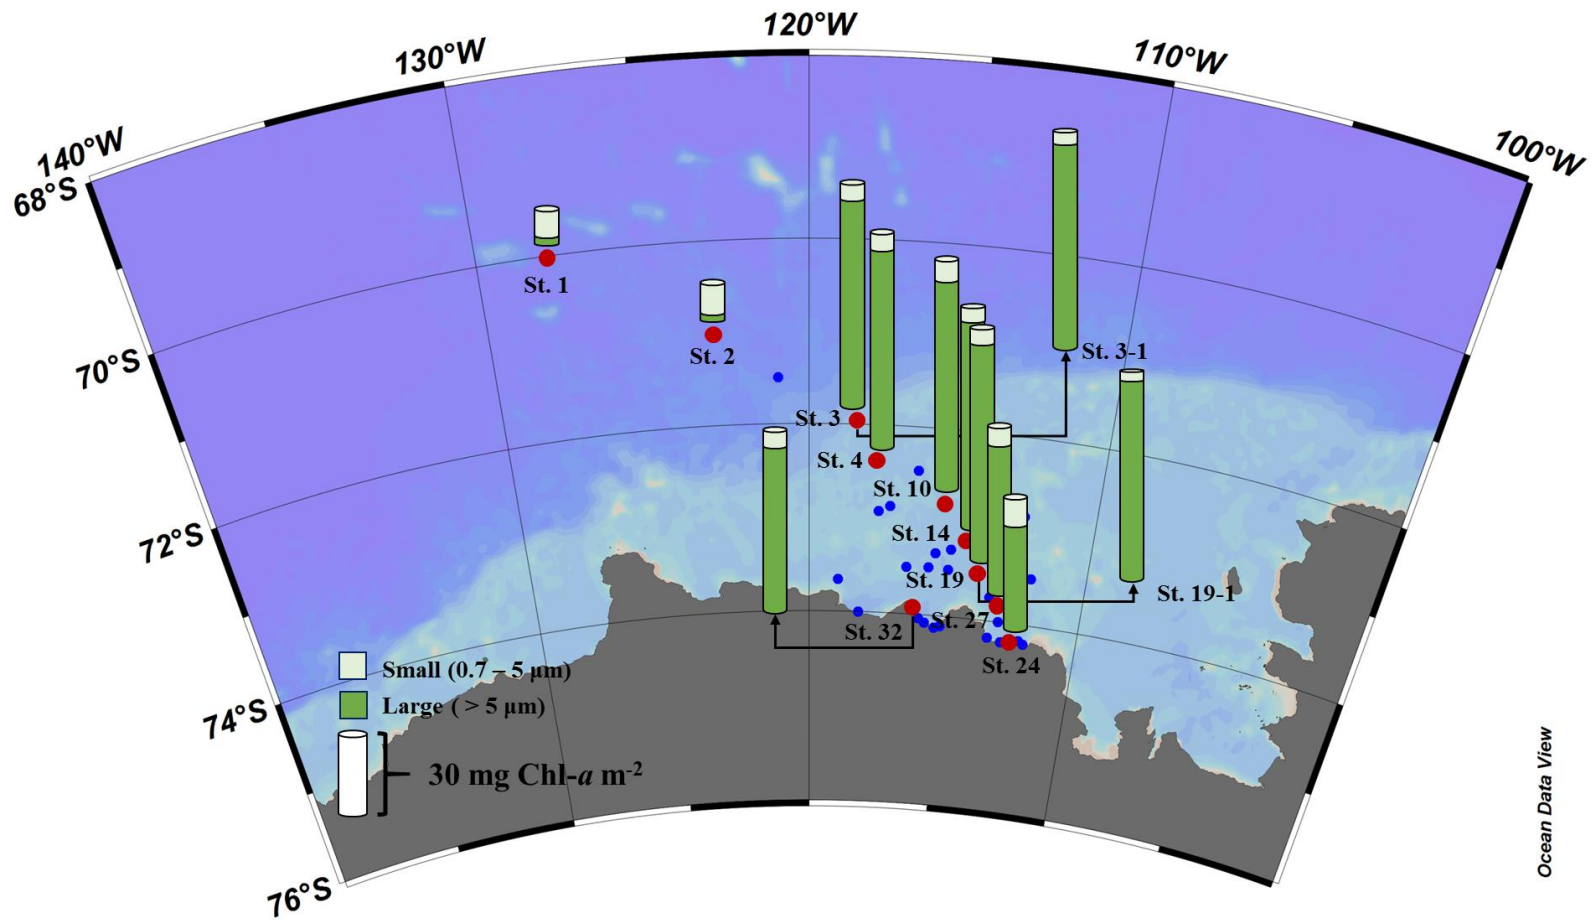 120°W
130°W
110°W
140°W
100°W
68°S
St. 1
St. 3-1
St. 2
70°S
St. 3
St. 4
St. 10
72°S
St. 14
St. 19
St. 19-1
St. 27
St. 32
St. 24
Small (0.7 – 5 µm)
Large ( > 5 µm)
74°S
30 mg Chl-a m-2
76°S
Ocean Data View